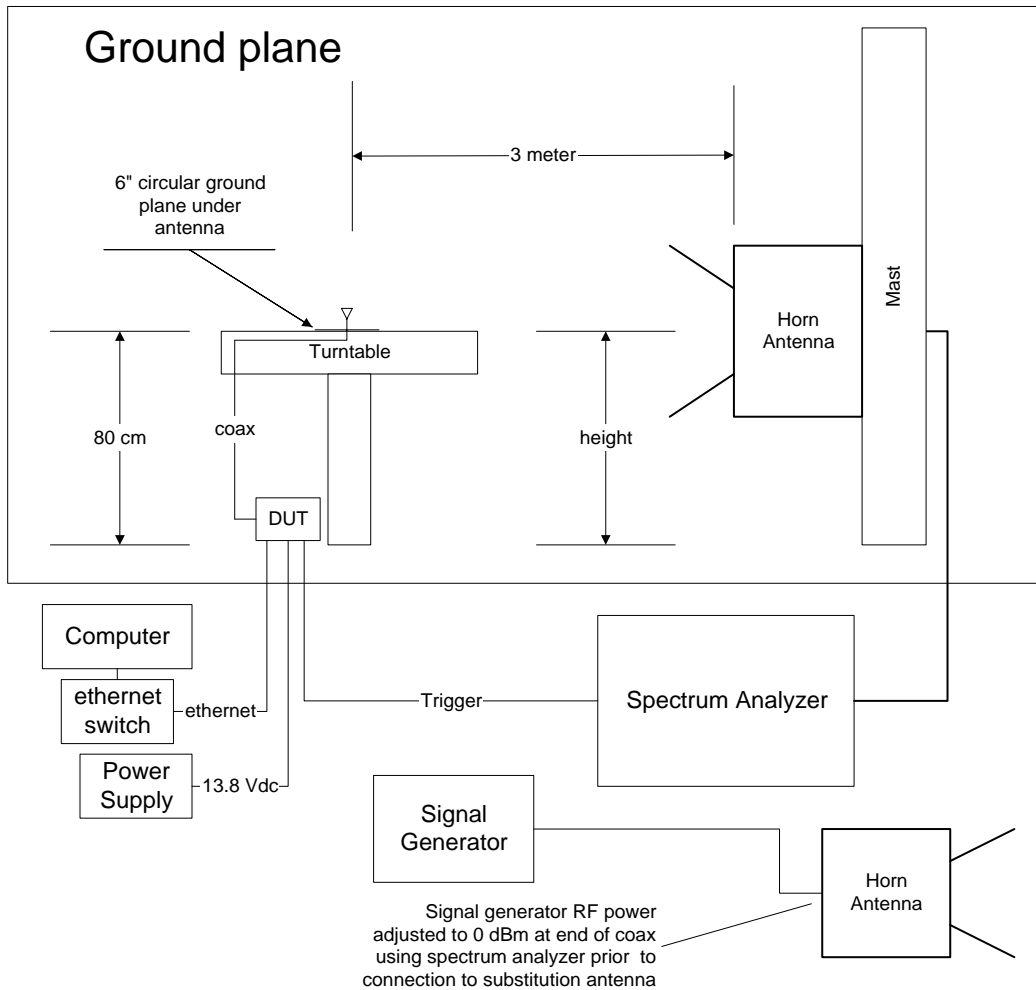 Ground plane
3 meter
6" circular ground
plane under
antenna
Mast
Horn
Antenna
Turntable
80 cm
coax
height
DUT
Computer
ethernet
switch
ethernet
Trigger
Spectrum Analyzer
Power
Supply
13.8 Vdc
Signal
Generator
Horn
Antenna
Signal generator RF power
adjusted to 0 dBm at end of coax
using spectrum analyzer prior to
connection to substitution antenna